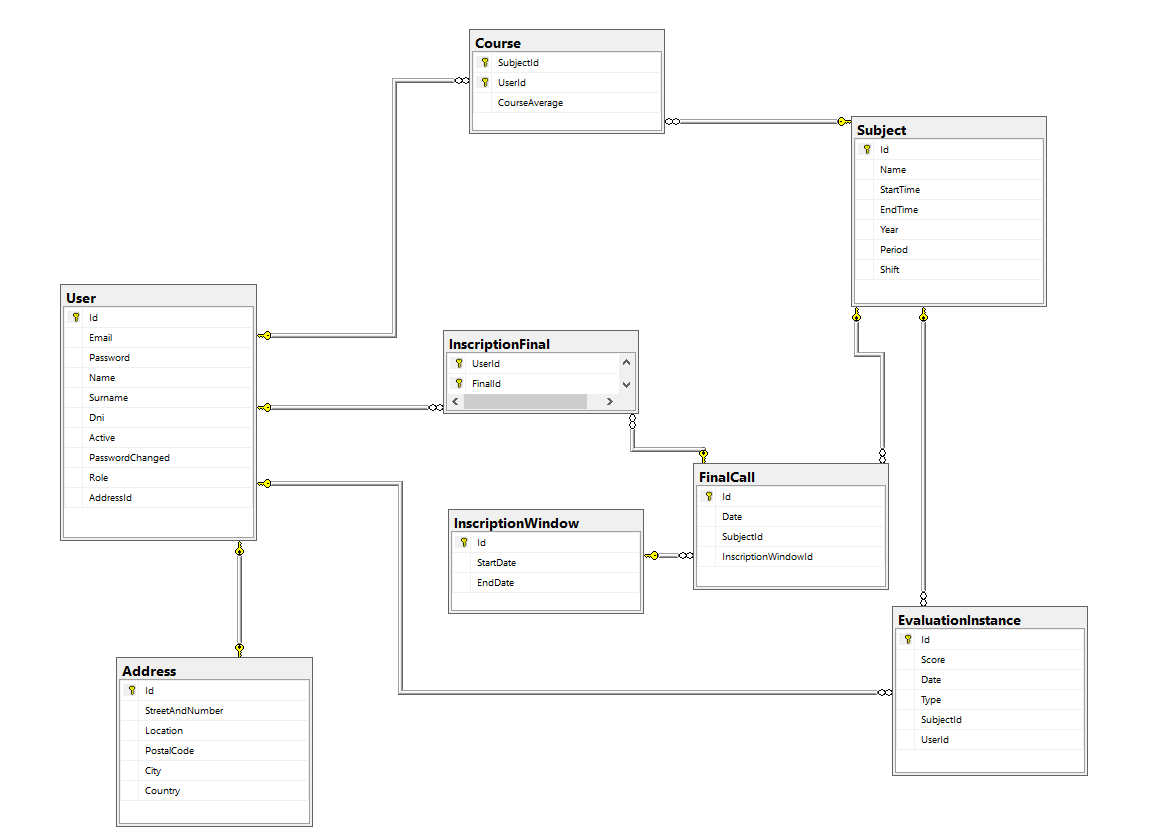 Course
SubjectId
UserId
CourseAverage
Subject
Id
Name
StartTime
EndTime
Year
Period
Shift
User
Id
Email
Password
Name
Surname
Dni
Active
PasswordChanged
Role
AddressId
InscriptionFinal
UserId
FinalId
FinalCall
Id
Date
SubjectId
InscriptionWindowId
InscriptionWindow
Id
StartDate
EndDate
EvaluationInstance
Id
Score
Date
Type
SubjectId
UserId
Address
Id
StreetAndNumber
Location
PostalCode
City
Country